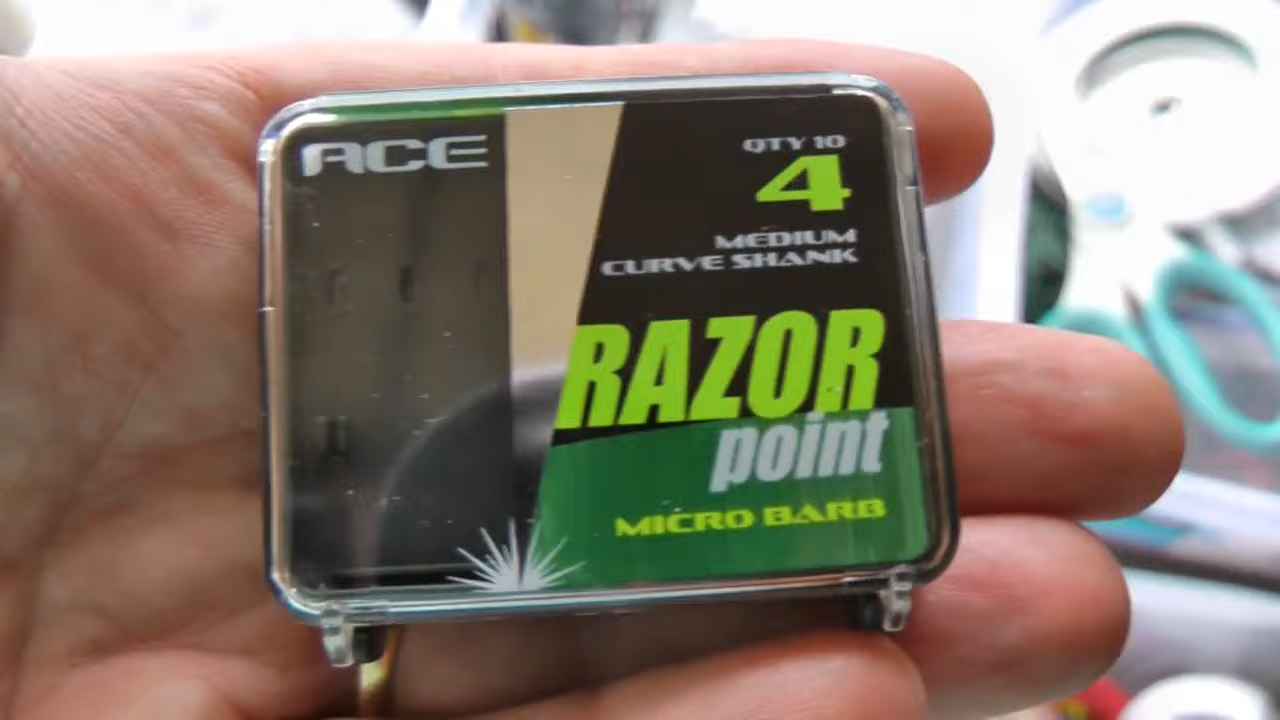 ACE
QTY 10
4
MEDIUM
CURVE SHANK
RAZOR
point
MICRO BARB